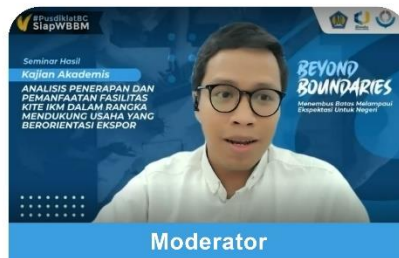 #PusdiklatBC
SiapWBBM
Seminar Hasil
Kajian Akademis
ANALISIS PENERAPAN DAN
PEMANFAATAN FASILITAS
KITE IKM DALAM RANGKA
MENDUKUNG USAHA YANG
BERORIENTASI EKSPOR
BEYOND
BOUNDARIES
Menembus Batas Melampaui
Ekspektasi Untuk Negeri
Moderator